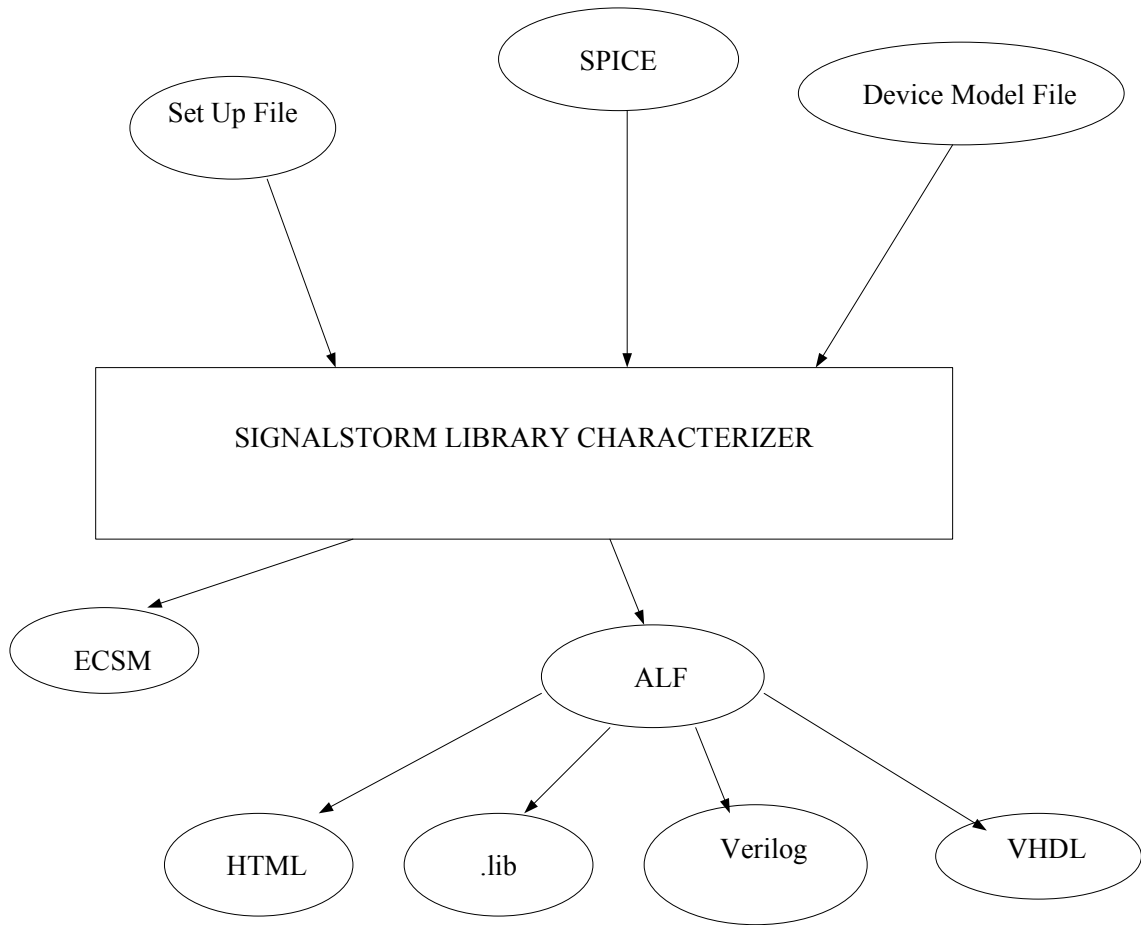 SPICE
Set Up File
Device Model File
SIGNALSTORM LIBRARY CHARACTERIZER
ECSM
ALF
HTML
.lib
Verilog
VHDL